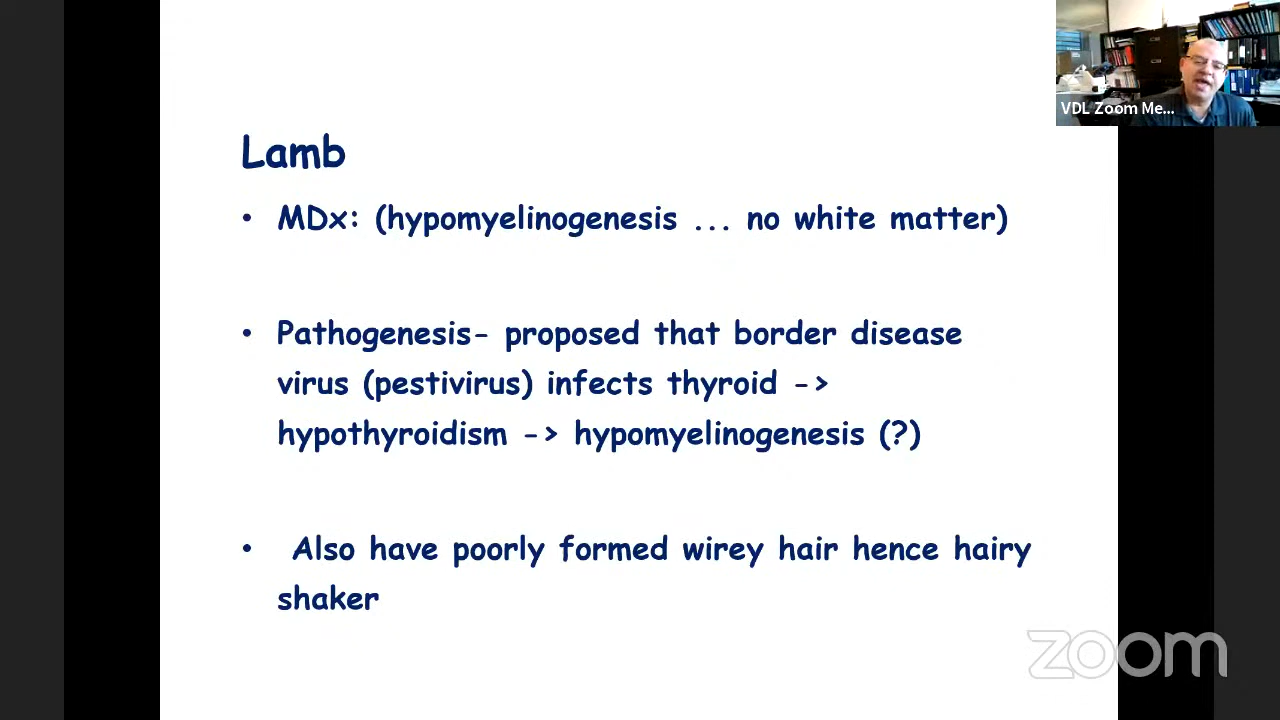 VDL Zoom Me...
Lamb
• MDx: (hypomyelinogenesis ... no white matter)
• Pathogenesis- proposed that border disease
virus (pestivirus) infects thyroid ->
hypothyroidism -> hypomyelinogenesis (?)
• Also have poorly formed wirey hair hence hairy
shaker
zoom